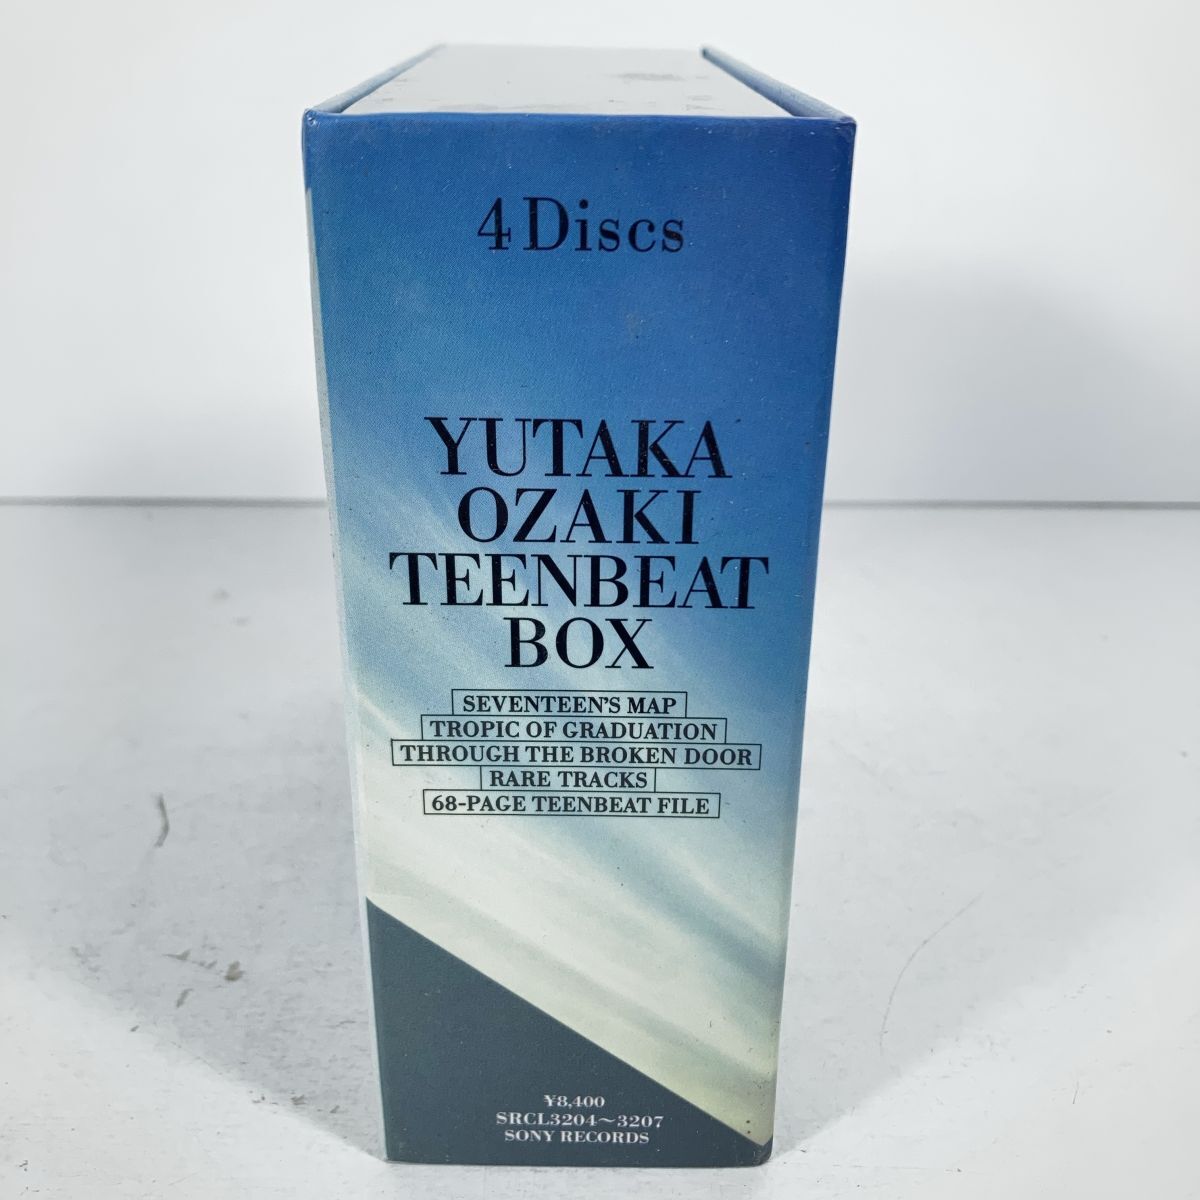 4 Discs
YUTAKA
OZAKI
TEENBEAT
BOX
SEVENTEEN'S MAP
TROPIC OF GRADUATION
THROUGH THE BROKEN DOOR
RARE TRACKS
68-PAGE TEENBEAT FILE
¥8,400
SRCL3204～3207
SONY RECORDS